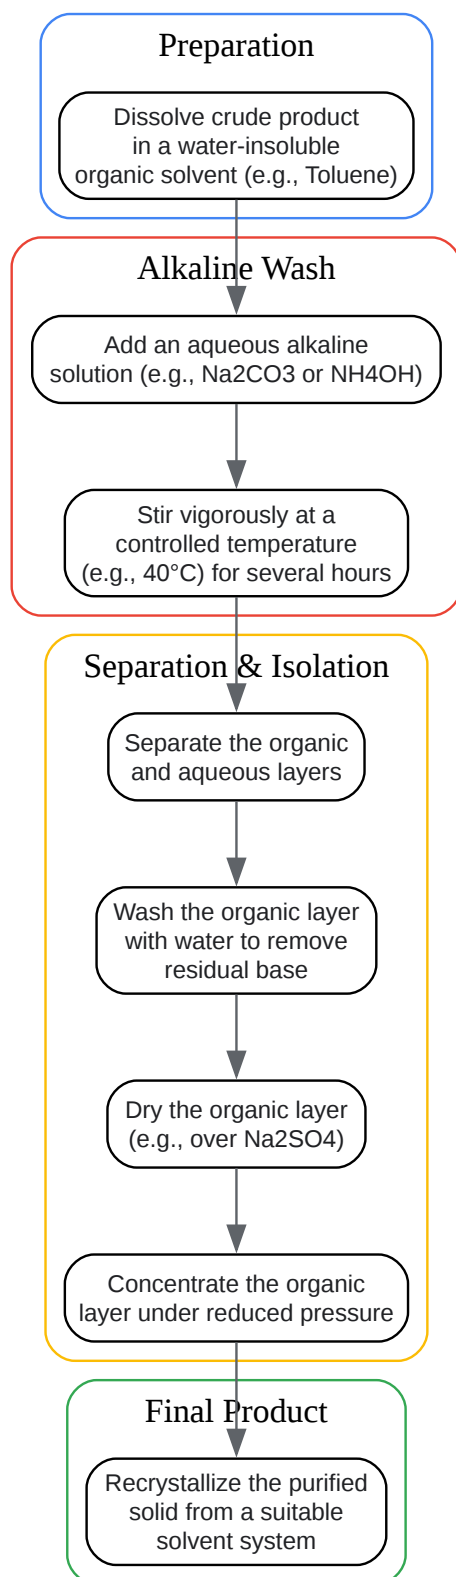 Preparation
Dissolve crude product
in a water-insoluble
organic solvent (e.g., Toluene)
Alkaline Wash
Add an aqueous alkaline
solution (e.g., Na2CO3 or NH4OH)
Stir vigorously at a
controlled temperature
(e.g., 40°C) for several hours
Separation & Isolation
Separate the organic
and aqueous layers
Wash the organic layer
with water to remove
residual base
Dry the organic layer
(e.g., over Na2SO4)
Concentrate the organic
layer under reduced pressure
Final Product
Recrystallize the purified
solid from a suitable
solvent system